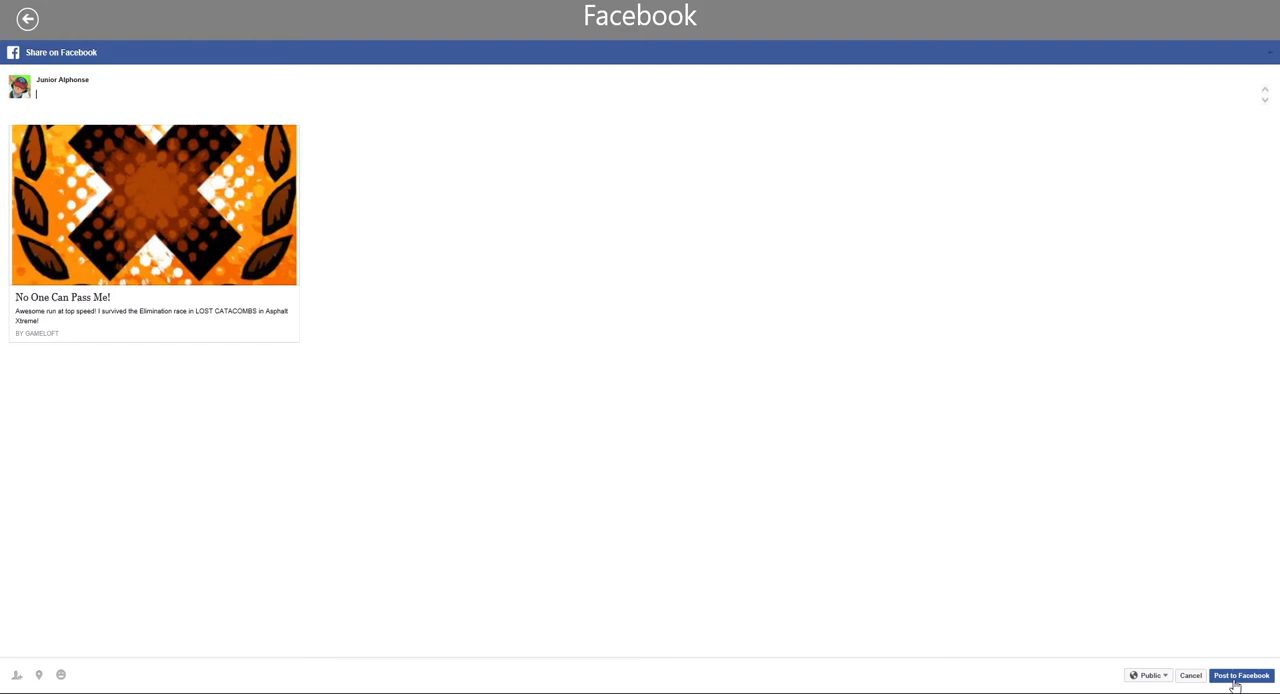 Facebook
Share on Facebook
Junior Alphonse
No One Can Pass Me!
Awesome run at top speed! I survived the Elimination race in LOST CATACOMBS in Asphalt
Xtreme!
BY GAMELOFT
Public
Cancel
Post to Facebook